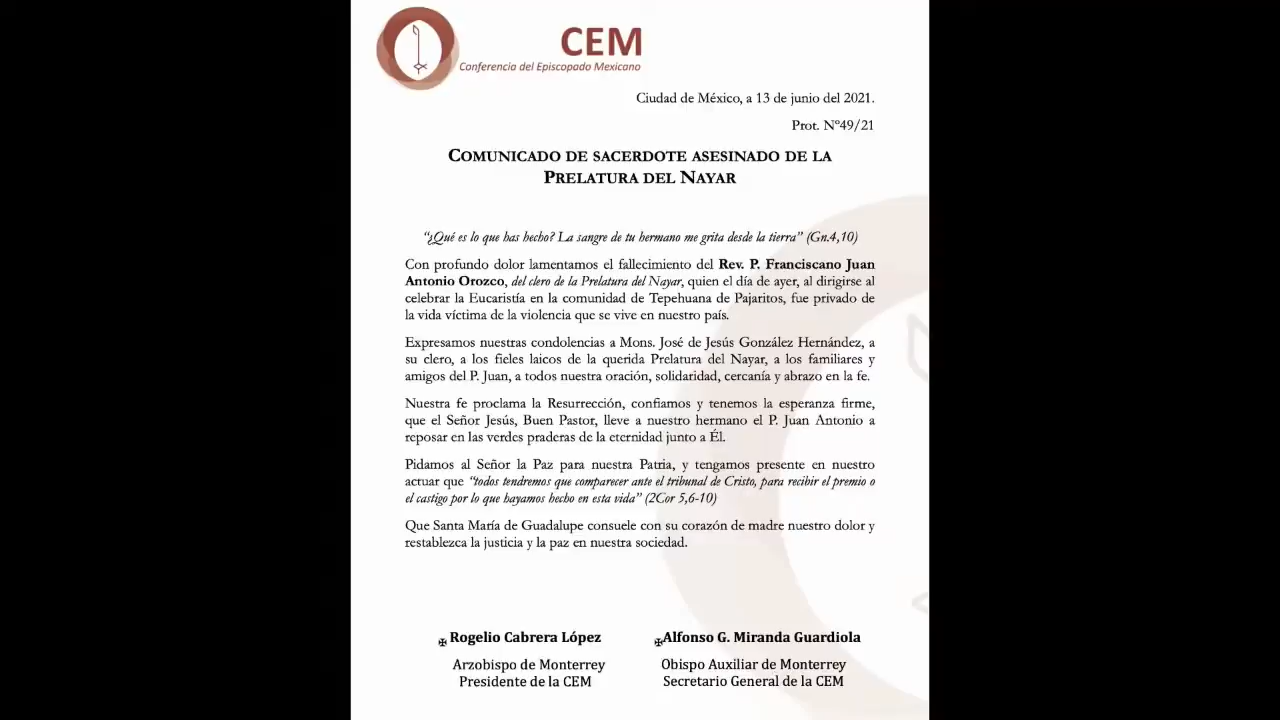 CEM
Conferencia del Episcopado Mexicano
Ciudad de México, a 13 de junio del 2021.
Prot. Nº49/21
COMUNICADO DE SACERDOTE ASESINADO DE LA
PRELATURA DEL NAYAR
“¿Qué es lo que has hecho? La sangre de tu hermano me grita desde la tierra” (Gn.4,10)
Con profundo dolor lamentamos el fallecimiento del Rev. P. Franciscano Juan
Antonio Orozco, del clero de la Prelatura del Nayar, quien el día de ayer, al dirigirse al
celebrar la Eucaristía en la comunidad de Tepehuana de Pajaritos, fue privado de
la vida víctima de la violencia que se vive en nuestro país.
Expresamos nuestras condolencias a Mons. José de Jesús González Hernández, a
su clero, a los fieles laicos de la querida Prelatura del Nayar, a los familiares y
amigos del P. Juan, a todos nuestra oración, solidaridad, cercanía y abrazo en la fe.
Nuestra fe proclama la Resurrección, confiamos y tenemos la esperanza firme,
que el Señor Jesús, Buen Pastor, lleve a nuestro hermano el P. Juan Antonio a
reposar en las verdes praderas de la eternidad junto a Él.
Pidamos al Señor la Paz para nuestra Patria, y tengamos presente en nuestro
actuar que “todos tendremos que comparecer ante el tribunal de Cristo, para recibir el premio o
el castigo por lo que hayamos hecho en esta vida” (2Cor 5,6-10)
Que Santa María de Guadalupe consuele con su corazón de madre nuestro dolor y
restablezca la justicia y la paz en nuestra sociedad.
✠ Rogelio Cabrera López
Arzobispo de Monterrey
Presidente de la CEM
✠Alfonso G. Miranda Guardiola
Obispo Auxiliar de Monterrey
Secretario General de la CEM